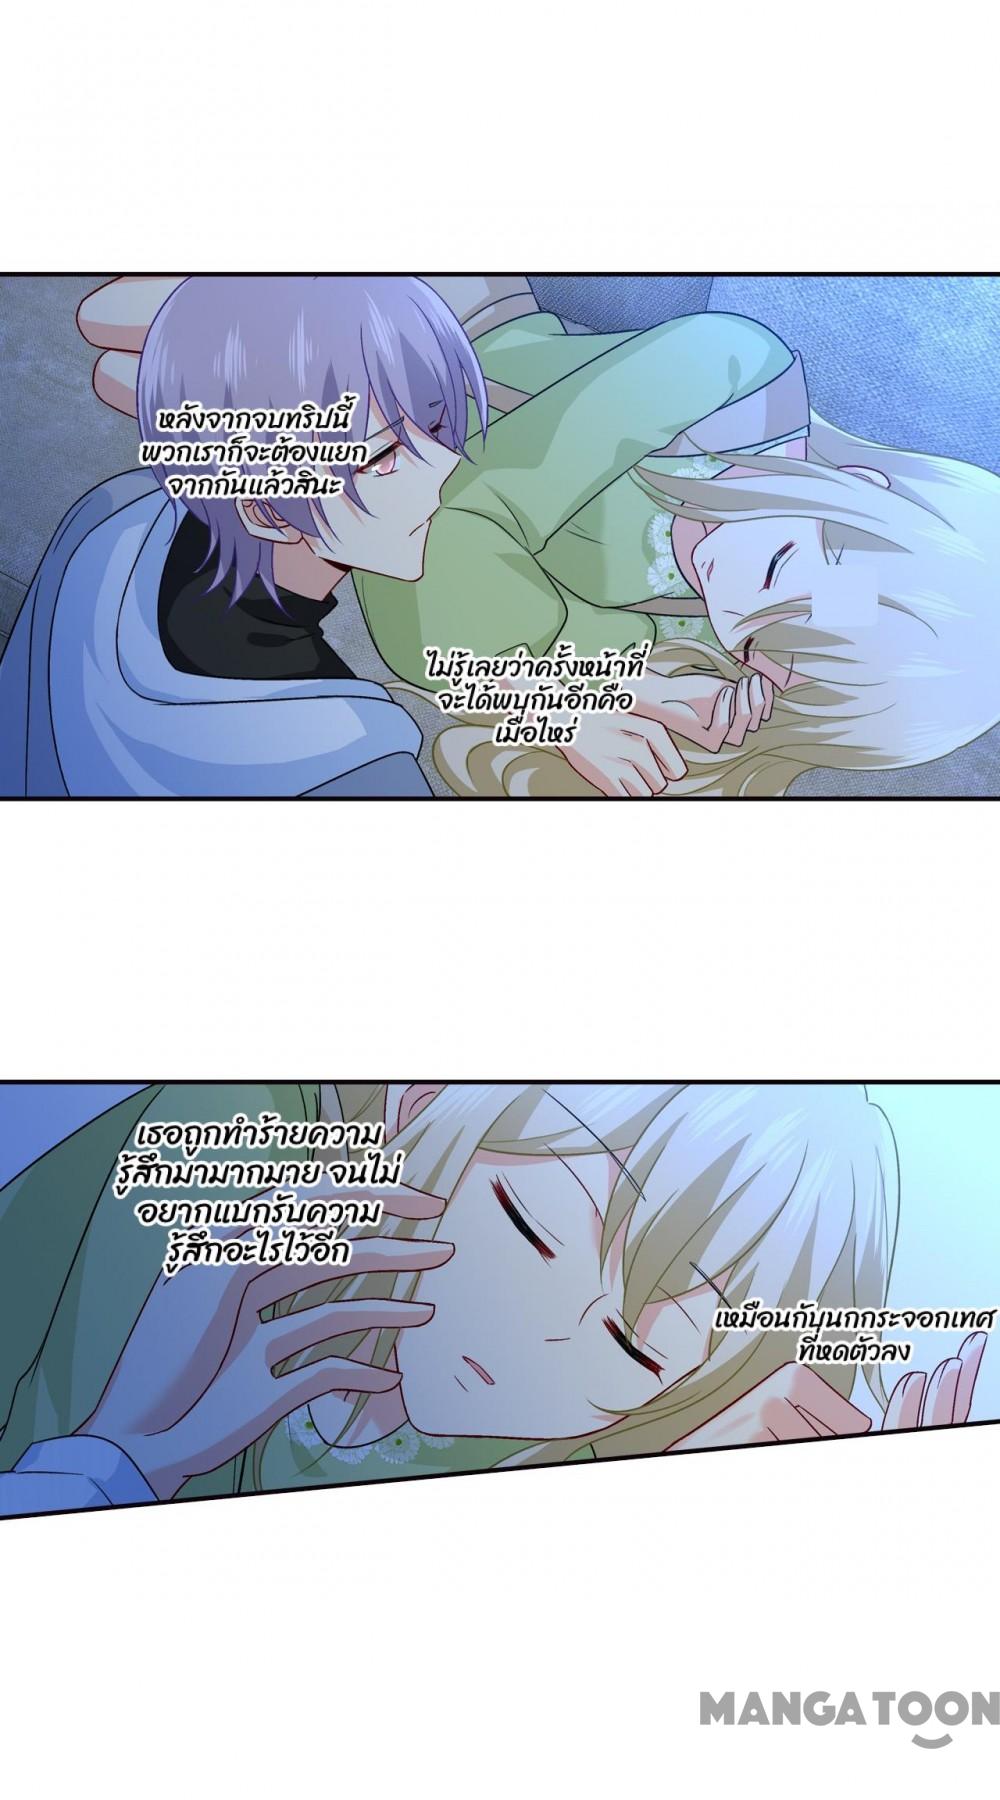 หลังจากจบทริปนี้
พวกเราก็จะต้องแยก
จากกันแล้วสินะ
ไม่รู้เลยว่าครั้งหน้าที่
จะได้พบกันอีกคือ
เมื่อไหร่
เธอถูกทำร้ายความ
รู้สึกมามากมาย จนไม่
อยากแบกรับความ
รู้สึกอะไรไว้อีก
เหมือนกับนกกระจอกเทศ
ที่หดตัวลง
MANGATOON